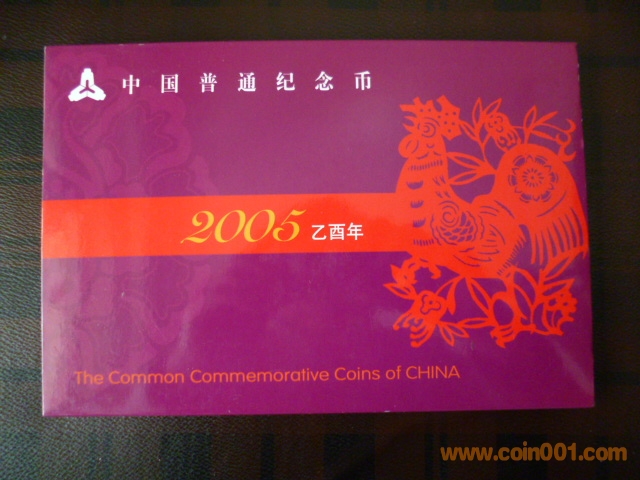 中国普通纪念币
2005 乙酉年
The Common Commemorative Coins of CHINA
www.coin001.com